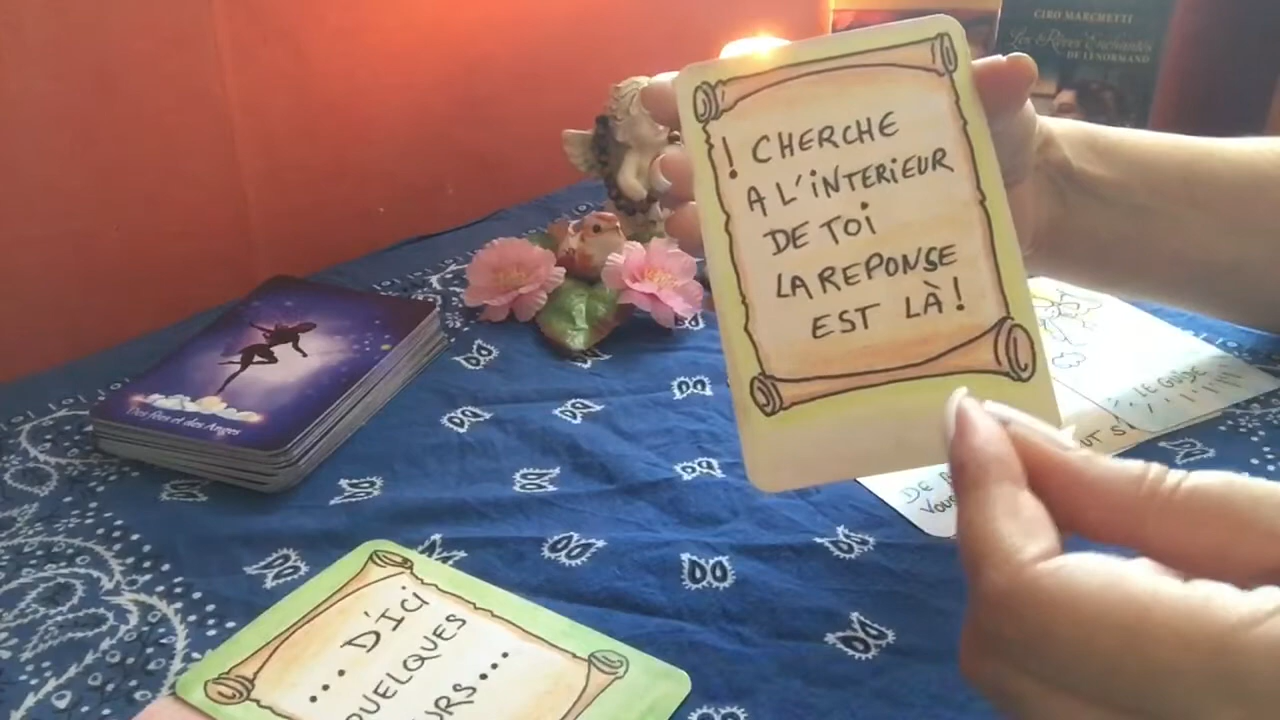 CIRO MARCHETTI
Les Rêves Enchantés
DE LENORMAND
! CHERCHE
A L'INTERIEUR
DE TOI
LA REPONSE
EST LÀ !
Des Fées et des Anges
LE GUIDE
... D'ICI
QUELQUES